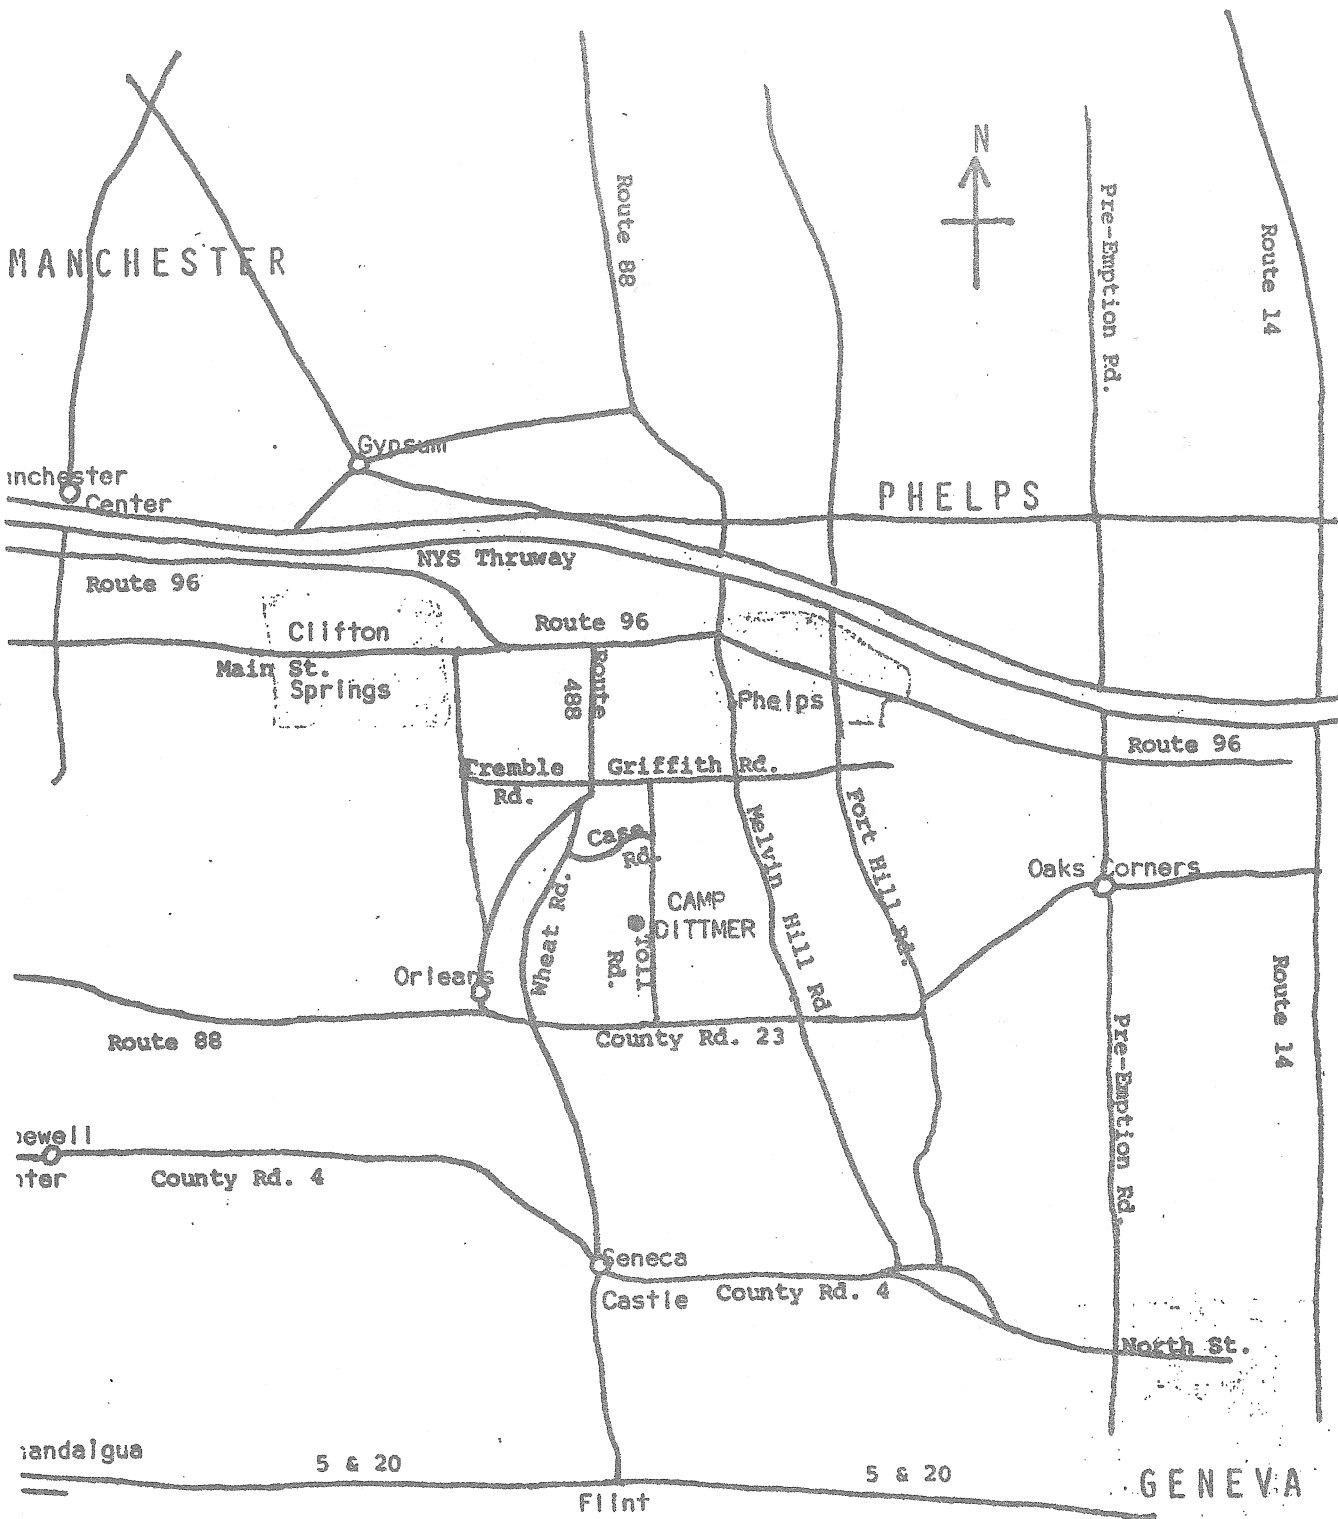 N
Route 88
Pre-Emption Rd.
Route 14
MANCHESTER
Gypsum
nchester
Center
PHELPS
NYS Thruway
Route 96
Clifton
Springs
Main St.
Route 96
Route
488
Phelps
Route 96
Tremble
Rd.
Griffith Rd.
Case
Rd.
Melvin Hill Rd
Fort Hill Rd.
Oaks Corners
Wheat Rd.
CAMP
DITTMER
Toll
Rd.
Orleans
Route 14
Route 88
County Rd. 23
Pre-Emption Rd.
ewell
nter
County Rd. 4
Seneca
Castle
County Rd. 4
North St.
andaigua
5 & 20
5 & 20
Flint
GENEVA